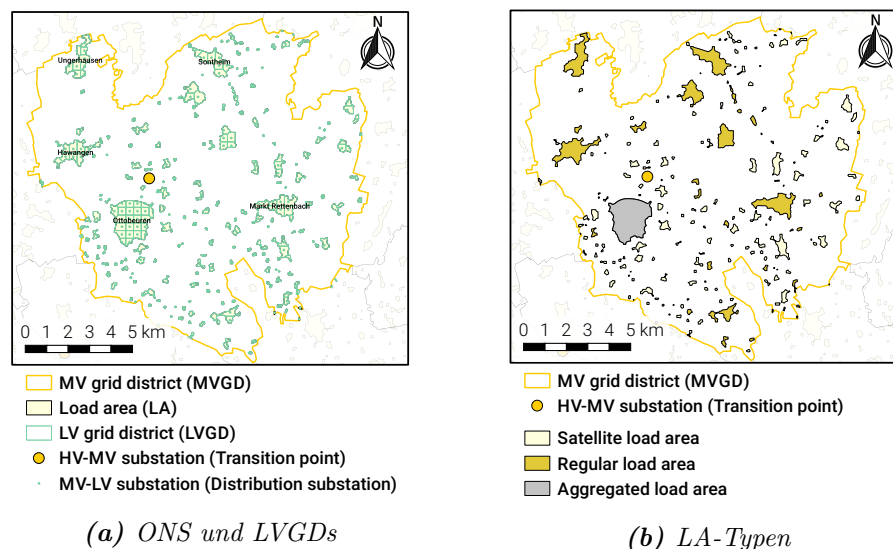 N
Ungerhausen
Sontheim
Hawangen
Markt Rettenbach
Ottobeuren
0 1 2 3 4 5 km
MV grid district (MVGD)
Load area (LA)
LV grid district (LVGD)
HV-MV substation (Transition point)
MV-LV substation (Distribution substation)
(a) ONS und LVGDs
N
0 1 2 3 4 5 km
MV grid district (MVGD)
HV-MV substation (Transition point)
Satellite load area
Regular load area
Aggregated load area
(b) LA-Typen